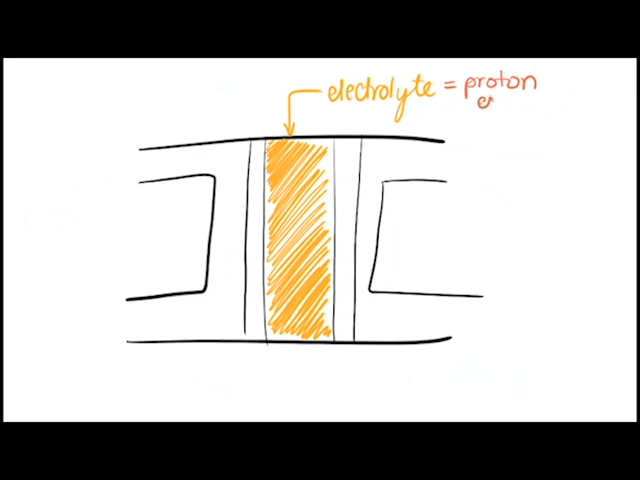 electrolyte = proton